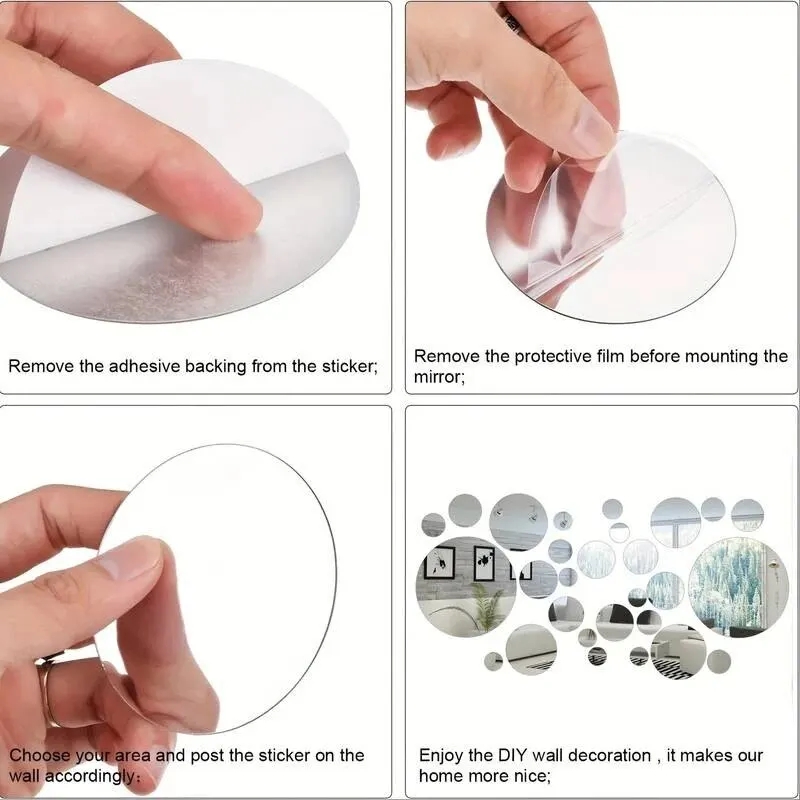 Remove the adhesive backing from the sticker;
Remove the protective film before mounting the
mirror;
Choose your area and post the sticker on the
wall accordingly:
Enjoy the DIY wall decoration , it makes our
home more nice;